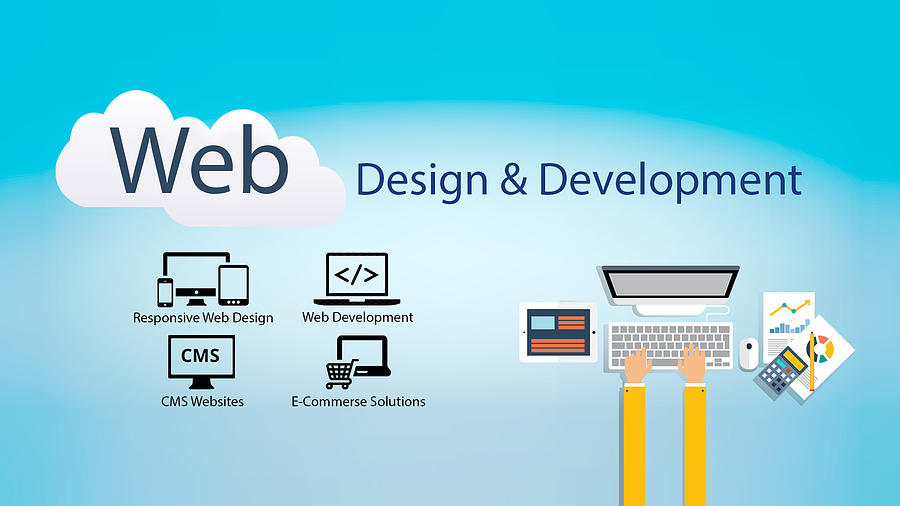 Web
Design & Development
Responsive Web Design
</>
Web Development
CMS
CMS Websites
E-Commerse Solutions